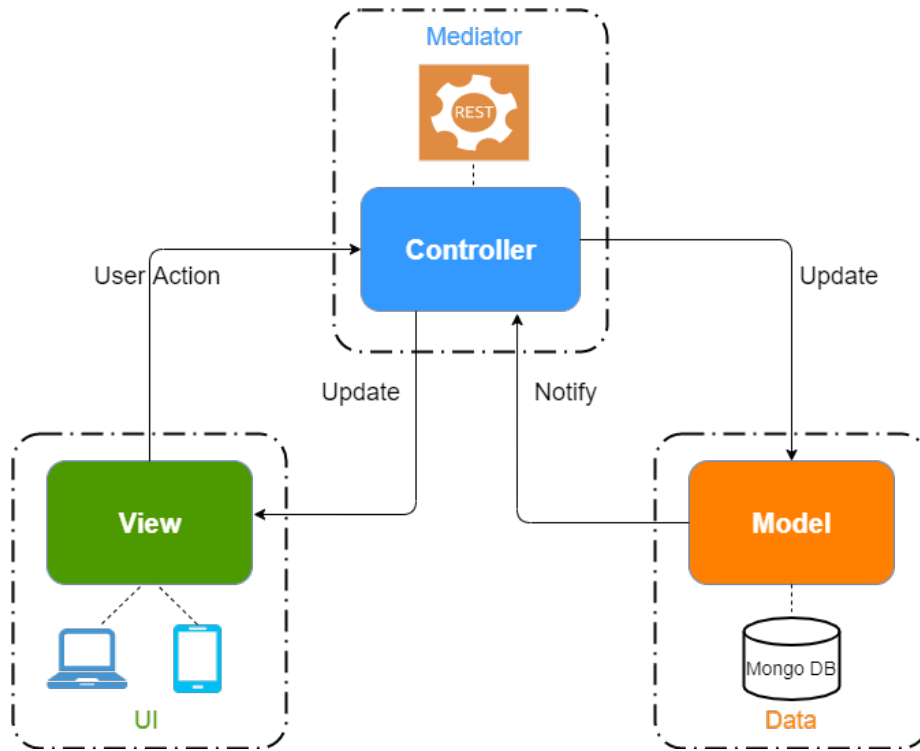 Mediator
REST
Controller
User Action
Update
Update
Notify
View
Model
Mongo DB
UI
Data